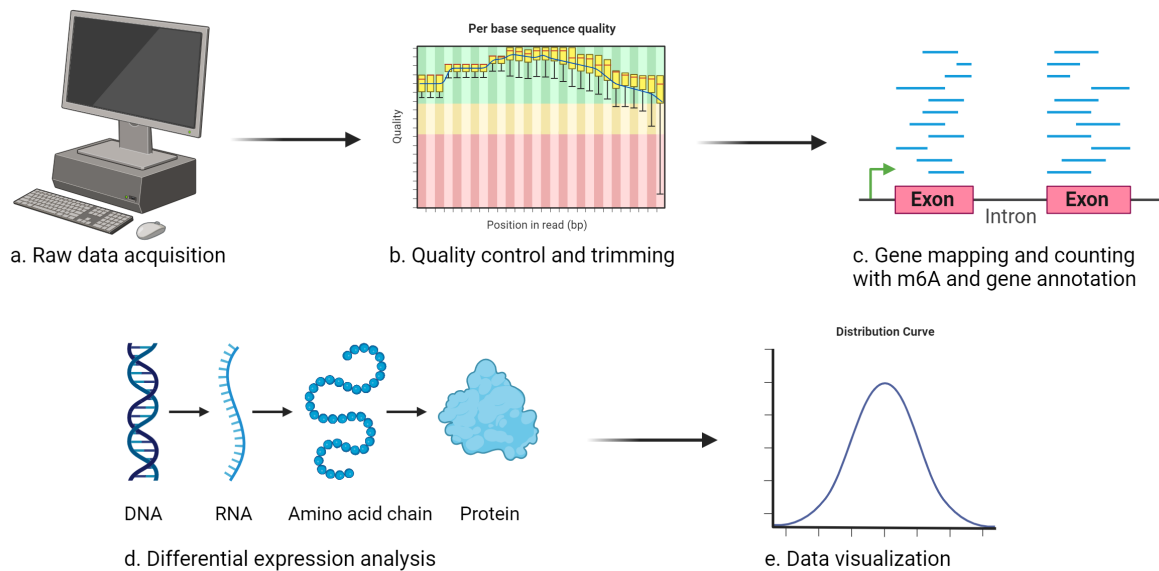 Per base sequence quality
Quality
Position in read (bp)
Exon
Intron
Exon
a. Raw data acquisition
b. Quality control and trimming
c. Gene mapping and counting
with m6A and gene annotation
Distribution Curve
DNA
RNA
Amino acid chain
Protein
d. Differential expression analysis
e. Data visualization